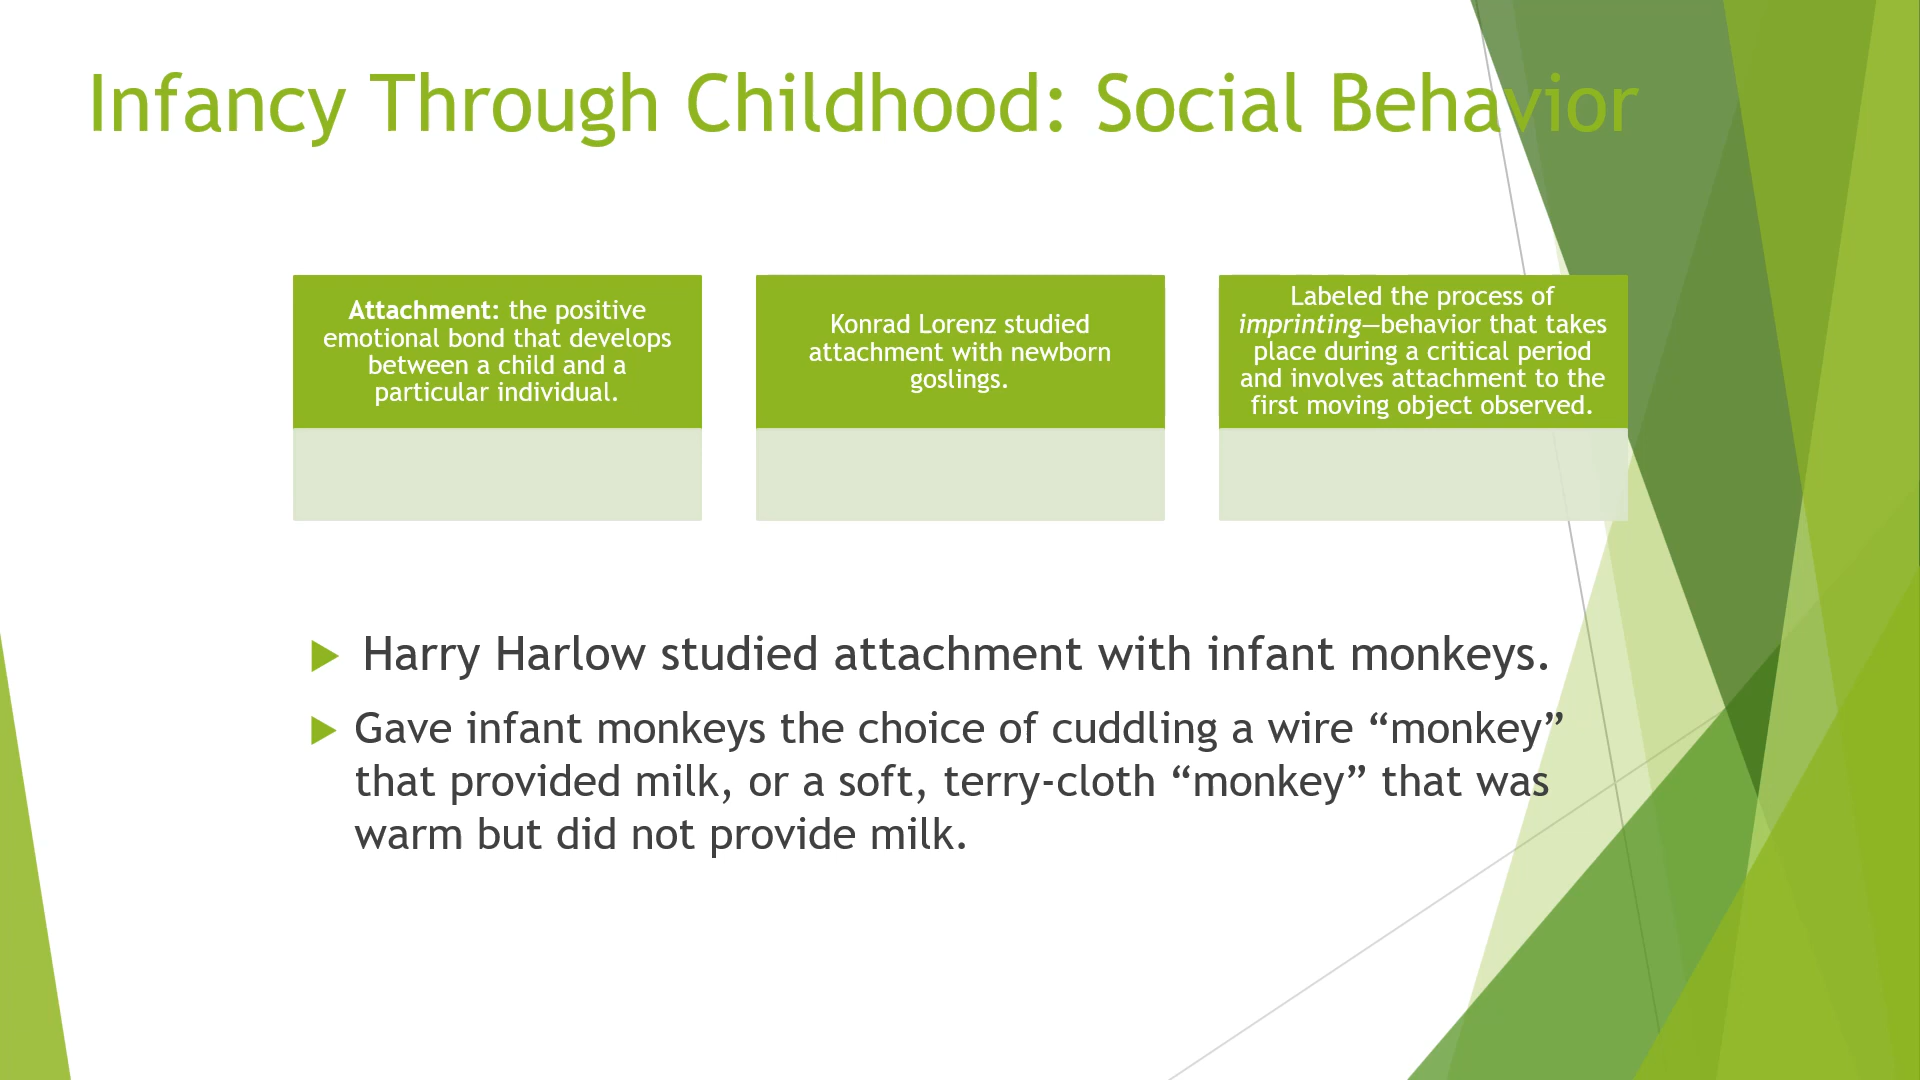 Infancy Through Childhood: Social Behavior
Attachment: the positive
emotional bond that develops
between a child and a
particular individual.
Konrad Lorenz studied
attachment with newborn
goslings.
Labeled the process of
imprinting—behavior that takes
place during a critical period
and involves attachment to the
first moving object observed.
Harry Harlow studied attachment with infant monkeys.
Gave infant monkeys the choice of cuddling a wire “monkey”
that provided milk, or a soft, terry-cloth “monkey” that was
warm but did not provide milk.